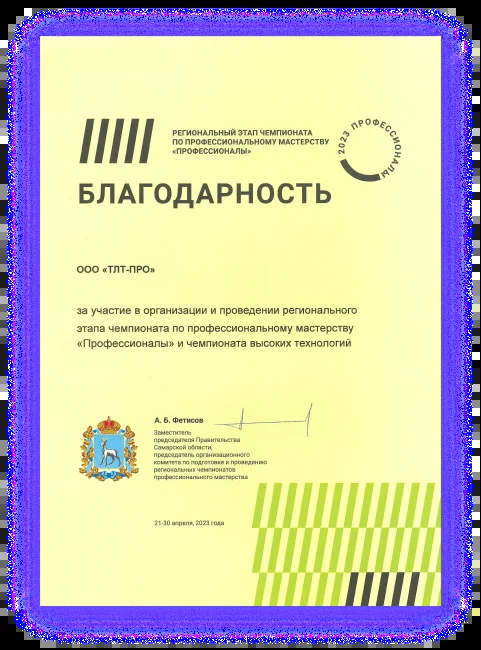 РЕГИОНАЛЬНЫЙ ЭТАП ЧЕМПИОНАТА
ПО ПРОФЕССИОНАЛЬНОМУ МАСТЕРСТВУ
«ПРОФЕССИОНАЛЫ»
2023 ПРОФЕССИОНАЛЫ
БЛАГОДАРНОСТЬ
ООО «ТЛТ-ПРО»
за участие в организации и проведении регионального
этапа чемпионата по профессиональному мастерству
«Профессионалы» и чемпионата высоких технологий
А. Б. Фетисов
Заместитель
председателя Правительства
Самарской области,
председатель организационного
комитета по подготовке и проведению
региональных чемпионатов
профессионального мастерства
21-30 апреля, 2023 года